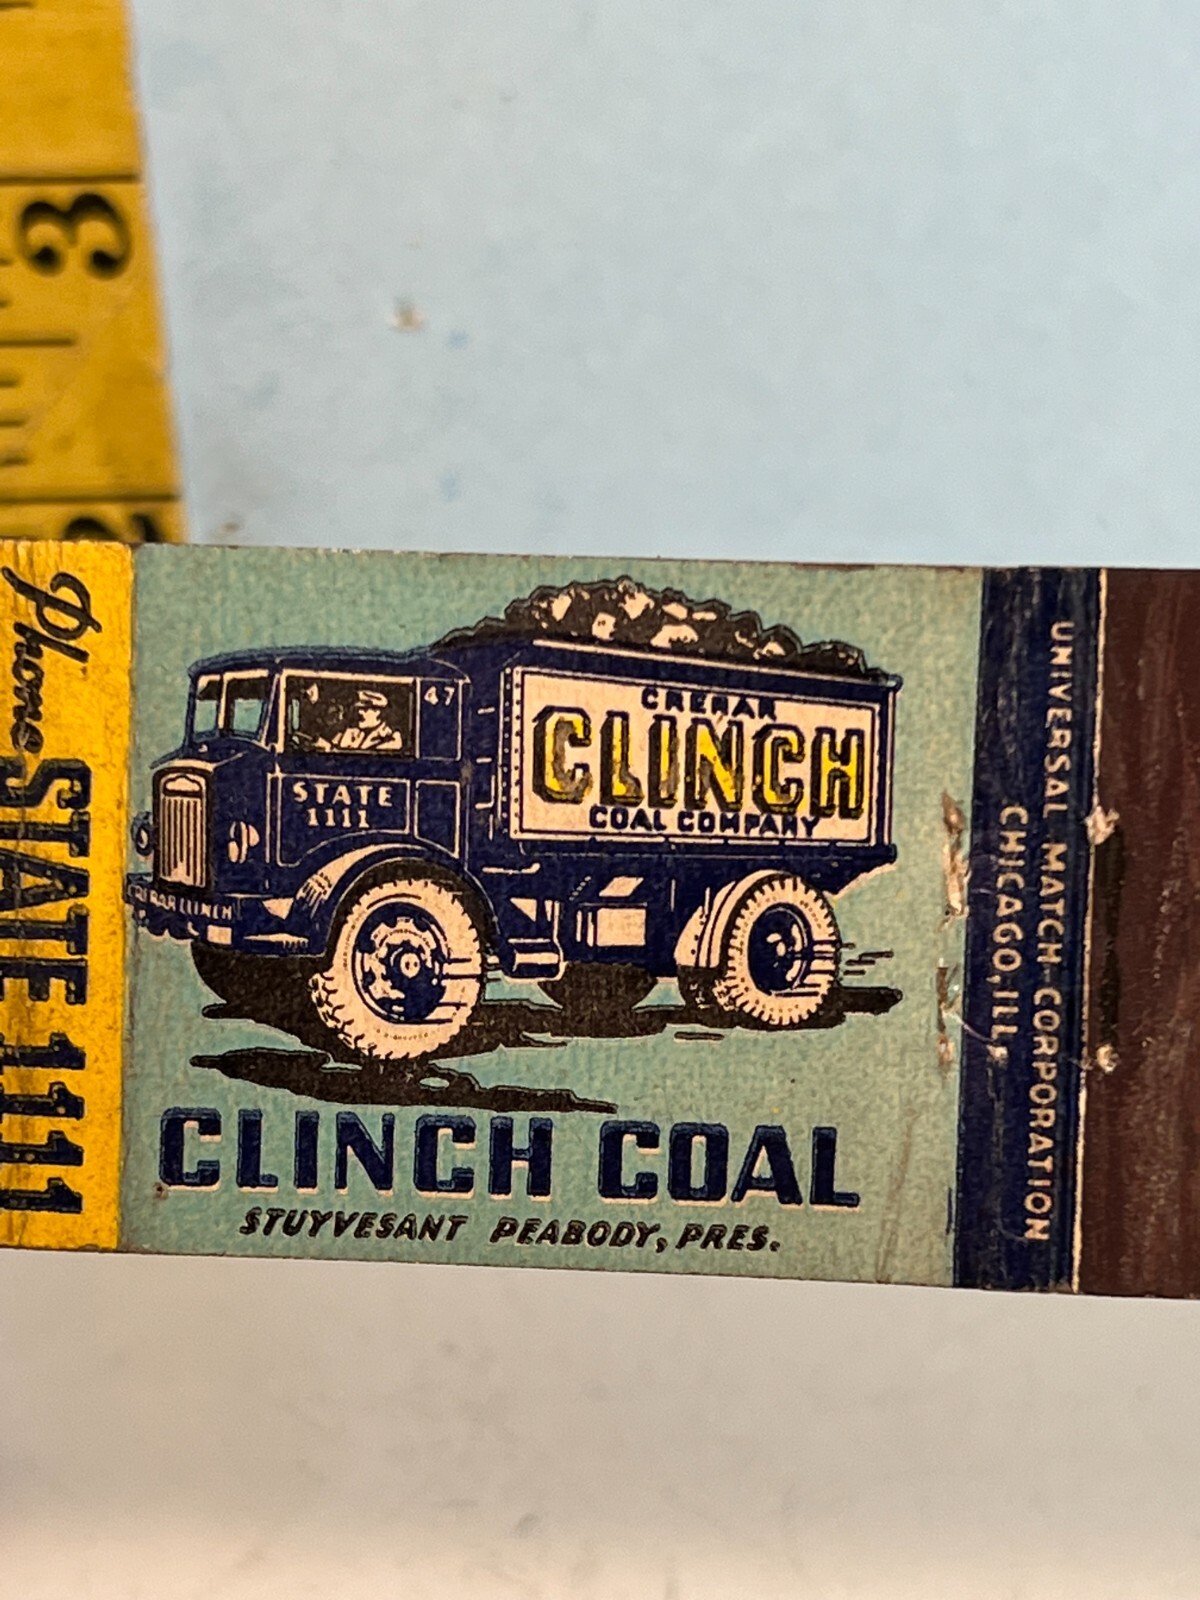 3
2
Phone STATE 1111
47
STATE
1111
CRERAR CLINCH
CRERAR
CLINCH
COAL COMPANY
CLINCH COAL
STUYVESANT PEABODY, PRES.
UNIVERSAL MATCH CORPORATION
CHICAGO, ILL.